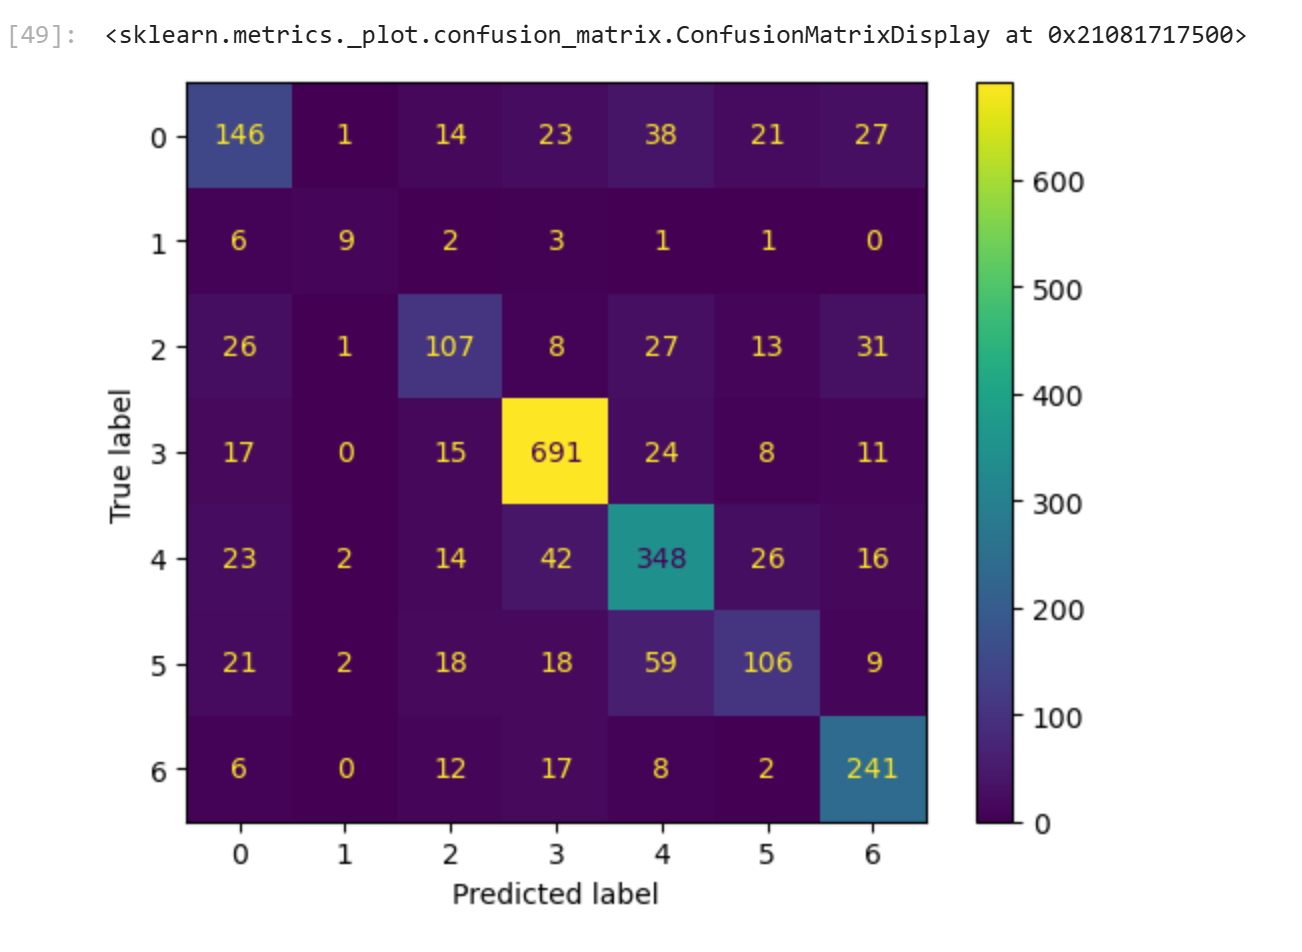 [49]: <sklearn.metrics._plot.confusion_matrix.ConfusionMatrixDisplay at 0x21081717500>
0 146 1 14 23 38 21 27
1 6 9 2 3 1 1 0
2 26 1 107 8 27 13 31
3 17 0 15 691 24 8 11
4 23 2 14 42 348 26 16
5 21 2 18 18 59 106 9
6 6 0 12 17 8 2 241
0 1 2 3 4 5 6
True label
Predicted label
600
500
400
300
200
100
0